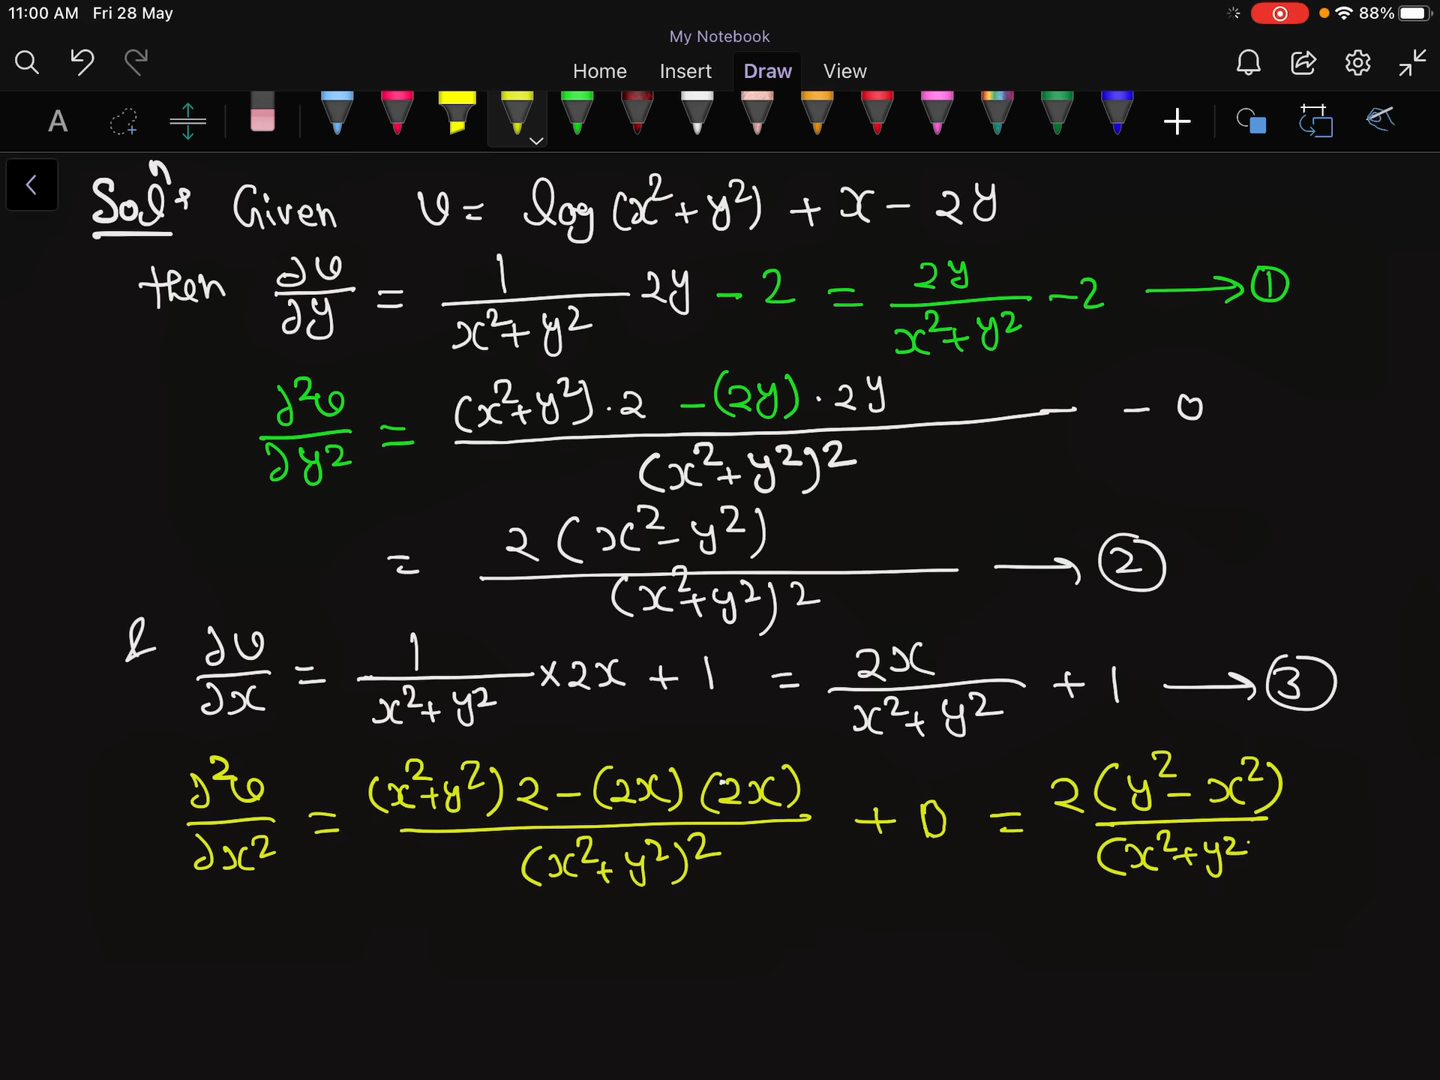 11:00 AM Fri 28 May 88%
My Notebook
Home Insert Draw View
A
Solⁿ: Given v = log(x²+y²) + x - 2y
then ∂v/∂y = 1/(x²+y²) 2y - 2 = 2y/(x²+y²) - 2 → ①
∂²v/∂y² = ((x²+y²)·2 - (2y)·2y)/(x²+y²)² - 0
= 2(x²-y²)/(x²+y²)² → ②
& ∂v/∂x = 1/(x²+y²) × 2x + 1 = 2x/(x²+y²) + 1 → ③
∂²v/∂x² = ((x²+y²)2 - (2x)(2x))/(x²+y²)² + 0 = 2(y²-x²)/(x²+y²